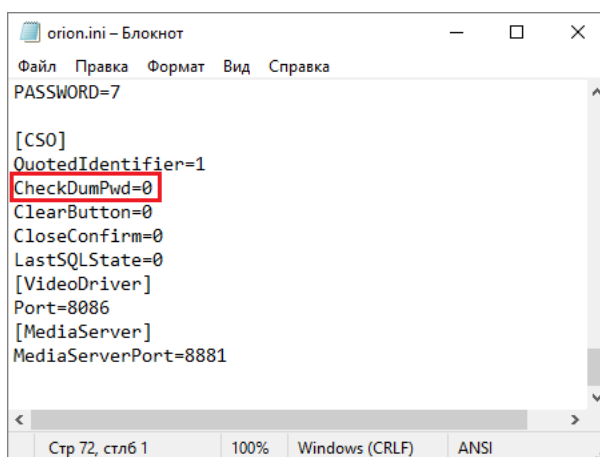 orion.ini – Блокнот
Файл Правка Формат Вид Справка
PASSWORD=7
[CSO]
QuotedIdentifier=1
CheckDumPwd=0
ClearButton=0
CloseConfirm=0
LastSQLState=0
[VideoDriver]
Port=8086
[MediaServer]
MediaServerPort=8881
Стр 72, стлб 1 100% Windows (CRLF) ANSI